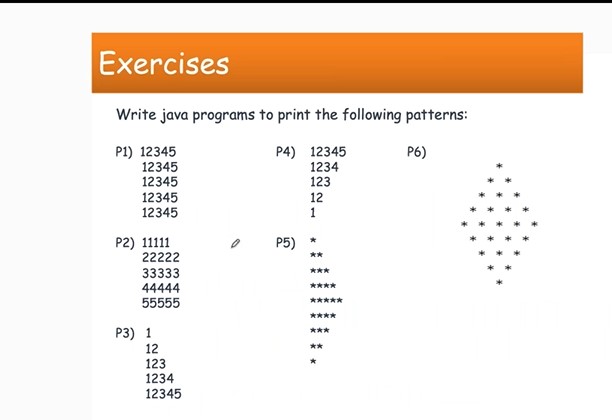 Exercises
Write java programs to print the following patterns:
P1) 12345
12345
12345
12345
12345
P2) 11111
22222
33333
44444
55555
P3) 1
12
123
1234
12345
P4) 12345
1234
123
12
1
P5) *
**
***
****
*****
****
***
**
*
P6)
*
* *
* * *
* * * *
* * * * *
* * * *
* * *
* *
*